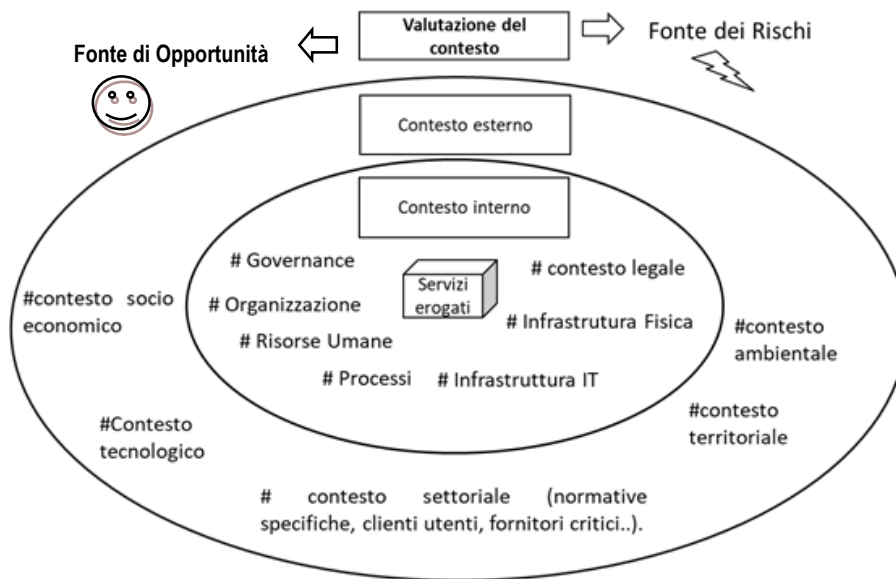 Valutazione del
contesto
Fonte di Opportunità
Fonte dei Rischi
Contesto esterno
Contesto interno
# Governance
# Organizzazione
# Risorse Umane
# Processi
Servizi
erogati
# contesto legale
# Infrastrutura Fisica
# Infrastruttura IT
#contesto socio
economico
#Contesto
tecnologico
#contesto
ambientale
#contesto
territoriale
# contesto settoriale (normative
specifiche, clienti utenti, fornitori critici..).